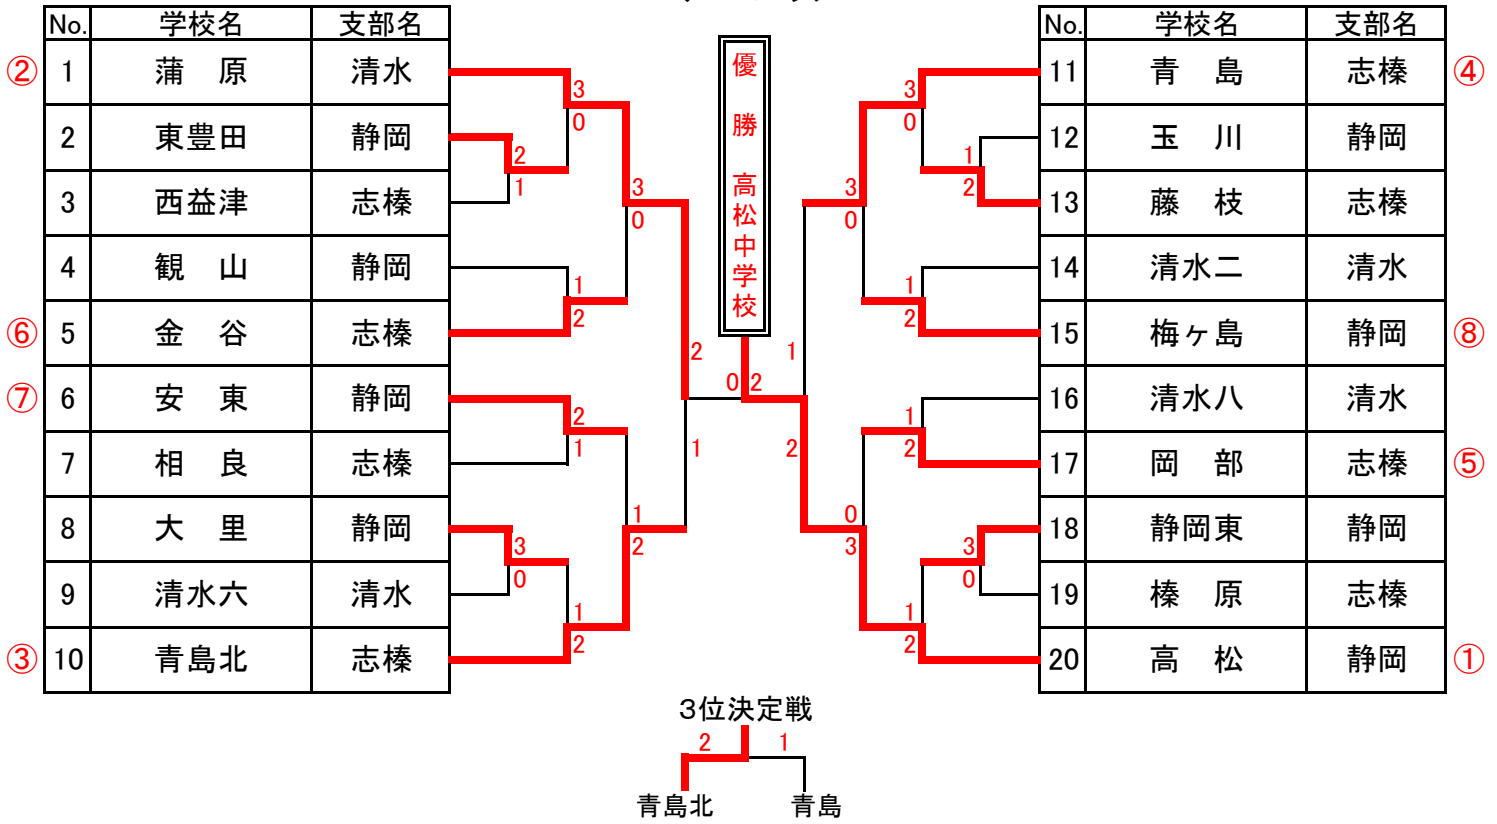 No. 学校名 支部名
② 1 蒲 原 清水
2 東豊田 静岡
3 西益津 志榛
4 観 山 静岡
⑥ 5 金 谷 志榛
⑦ 6 安 東 静岡
7 相 良 志榛
8 大 里 静岡
9 清水六 清水
③ 10 青島北 志榛
3
0
2
1
3
0
1
2
2
1
2
1
1
2
3
0
1
2
優勝 高松中学校
0 2
No. 学校名 支部名
11 青 島 志榛 ④
12 玉 川 静岡
13 藤 枝 志榛
14 清水二 清水
15 梅ヶ島 静岡 ⑧
16 清水八 清水
17 岡 部 志榛 ⑤
18 静岡東 静岡
19 榛 原 志榛
20 高 松 静岡 ①
3
0
1
2
3
0
1
2
1
2
1
2
0
3
3
0
1
2
3位決定戦
2 1
青島北 青島